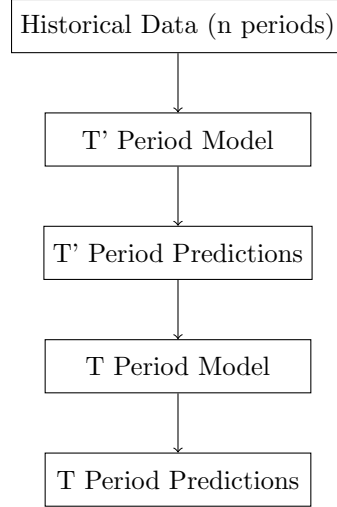 Historical Data (n periods)
T’ Period Model
T’ Period Predictions
T Period Model
T Period Predictions